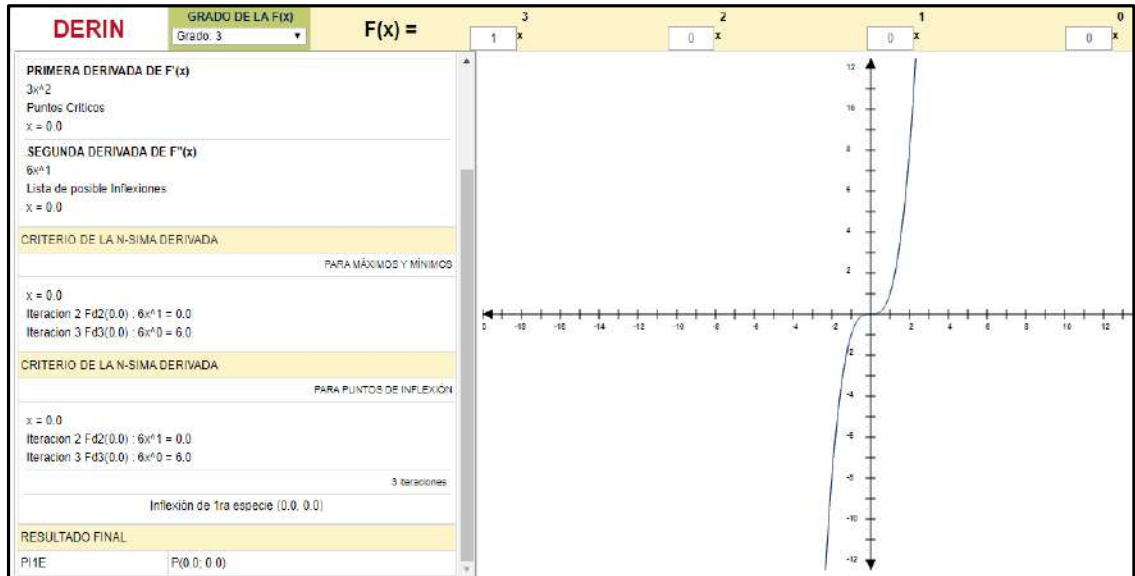 DERIN
GRADO DE LA F(x)
Grado: 3
F(x) =
3
1 x
2
0 x
1
0 x
0
0 x
PRIMERA DERIVADA DE F'(x)
3x^2
Puntos Criticos
x = 0.0
SEGUNDA DERIVADA DE F''(x)
6x^1
Lista de posible Inflexiones
x = 0.0
CRITERIO DE LA N-SIMA DERIVADA
PARA MÁXIMOS Y MÍNIMOS
x = 0.0
Iteracion 2 Fd2(0.0) : 6x^1 = 0.0
Iteracion 3 Fd3(0.0) : 6x^0 = 6.0
CRITERIO DE LA N-SIMA DERIVADA
PARA PUNTOS DE INFLEXIÓN
x = 0.0
Iteracion 2 Fd2(0.0) : 6x^1 = 0.0
Iteracion 3 Fd3(0.0) : 6x^0 = 6.0
3 iteraciones
Inflexión de 1ra especie (0.0, 0.0)
RESULTADO FINAL
PI1E P(0.0; 0.0)
12
10
8
6
4
2
0 -18 -16 -14 -12 -10 -8 -6 -4 -2 2 4 6 8 10 12
-2
-4
-6
-8
-10
-12